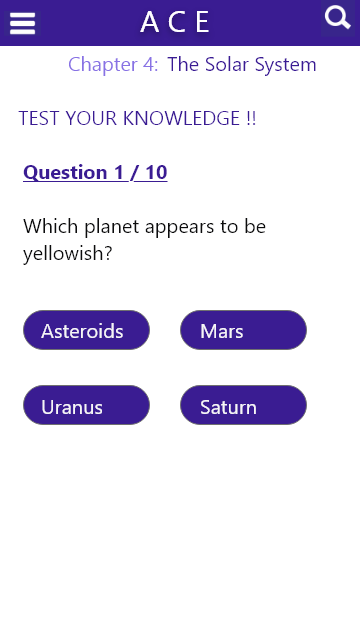 A C E
Chapter 4: The Solar System
TEST YOUR KNOWLEDGE !!
Question 1 / 10
Which planet appears to be
yellowish?
Asteroids
Mars
Uranus
Saturn